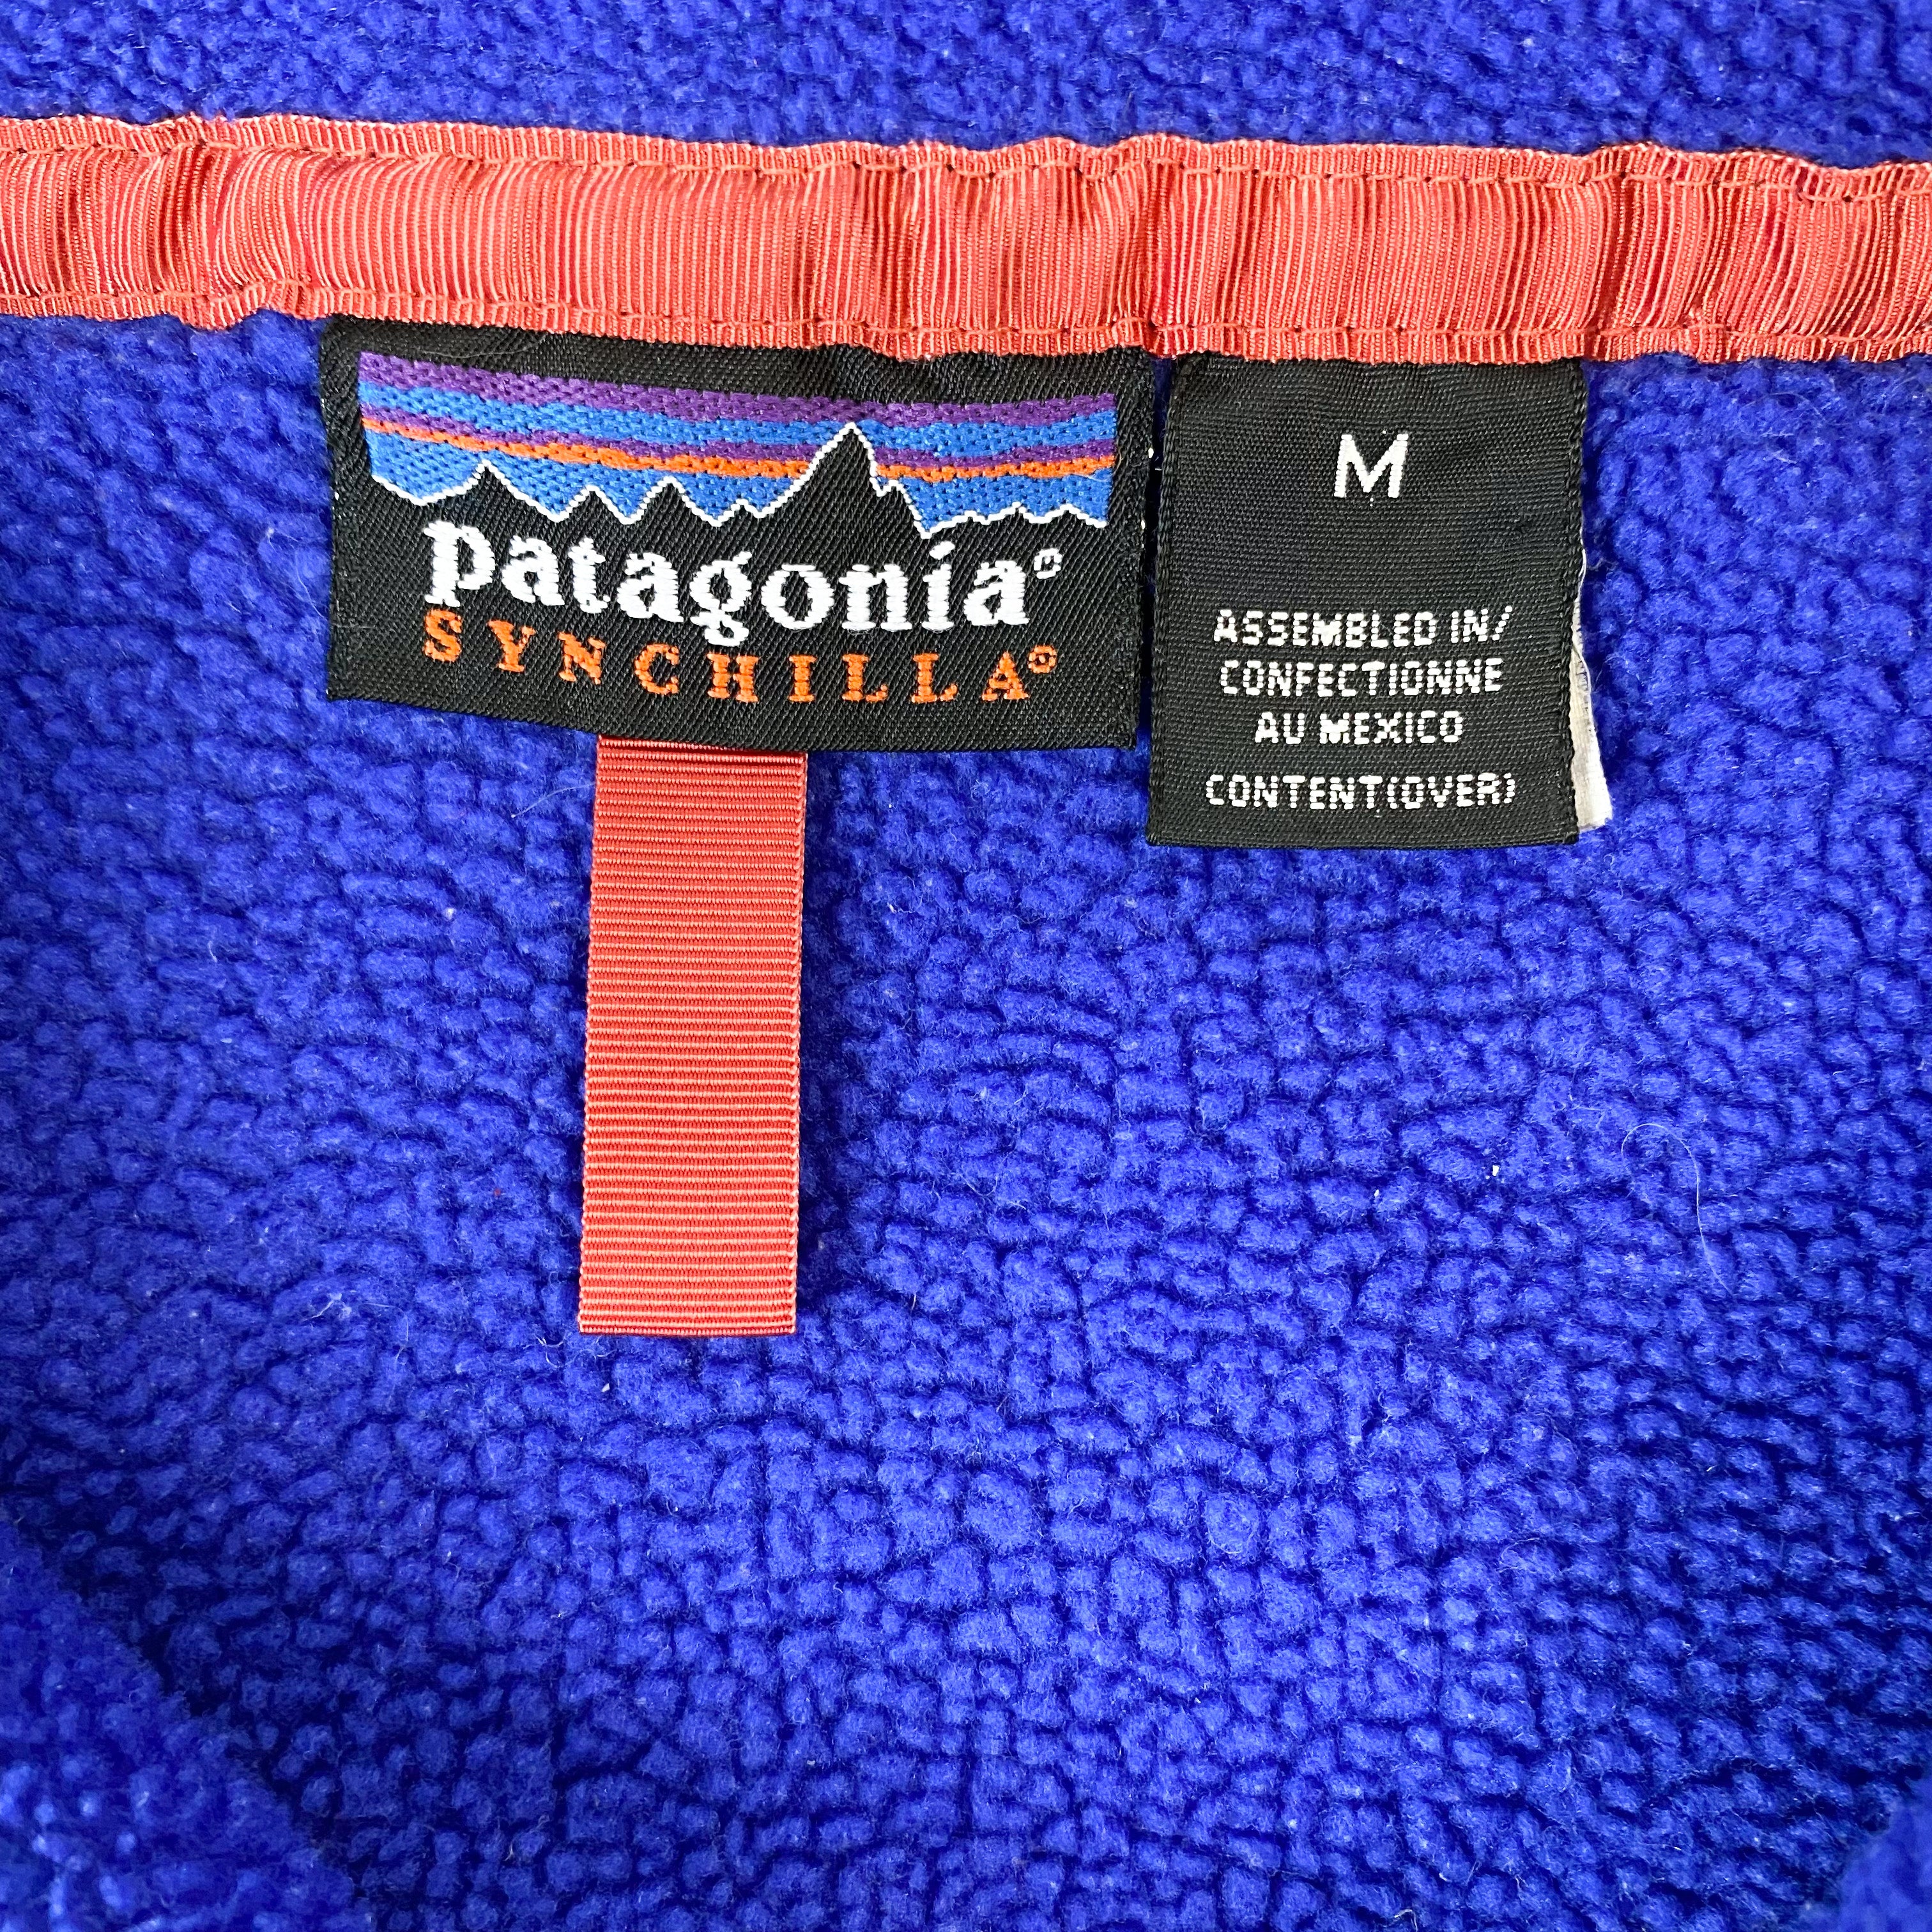 patagonia®
SYNCHILLA®
M
ASSEMBLED IN/
CONFECTIONNE
AU MEXICO
CONTENT(OVER)